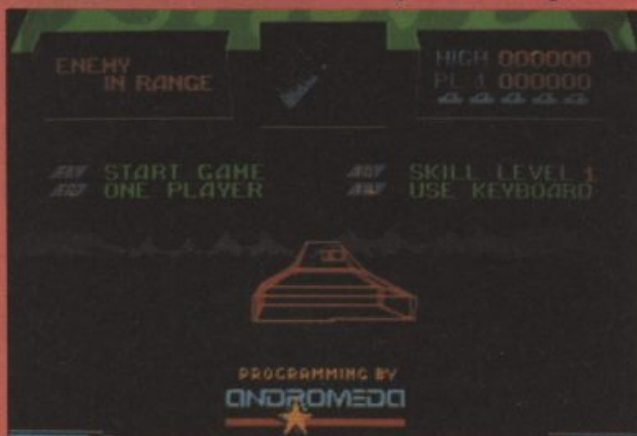 ENEMY
IN RANGE
HIGH 000000
PL 1 000000
START GAME
ONE PLAYER
SKILL LEVEL 1
USE KEYBOARD
PROGRAMMING BY
ANDROMEDA